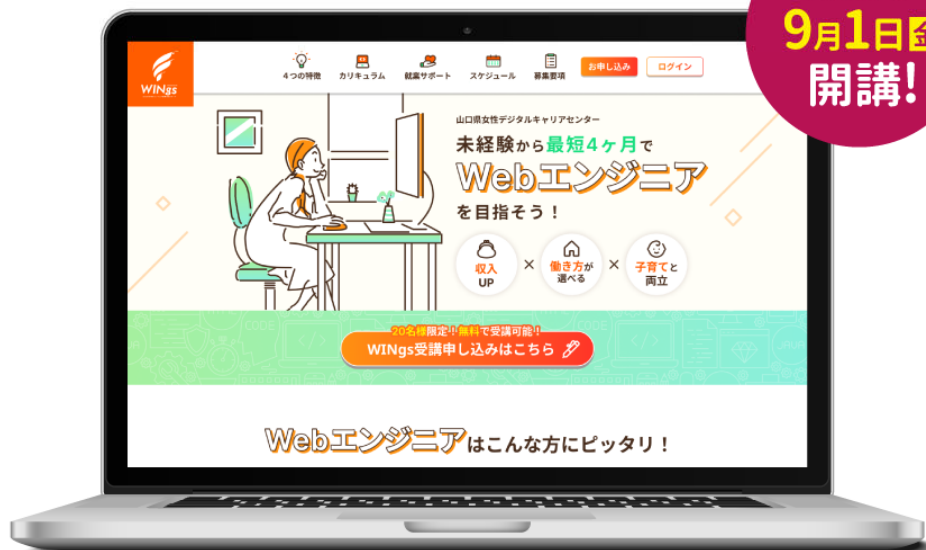 9月1日金
開講!
WINgs
4つの特徴
カリキュラム
就業サポート
スケジュール
募集要項
お申し込み
ログイン
山口県女性デジタルキャリアセンター
未経験から最短4ヶ月で
Webエンジニア
を目指そう！
収入
UP
×
働き方が
選べる
×
子育てと
両立
20名様限定！無料で受講可能！
WINgs受講申し込みはこちら
CODE
CODE
Webエンジニアはこんな方にピッタリ！